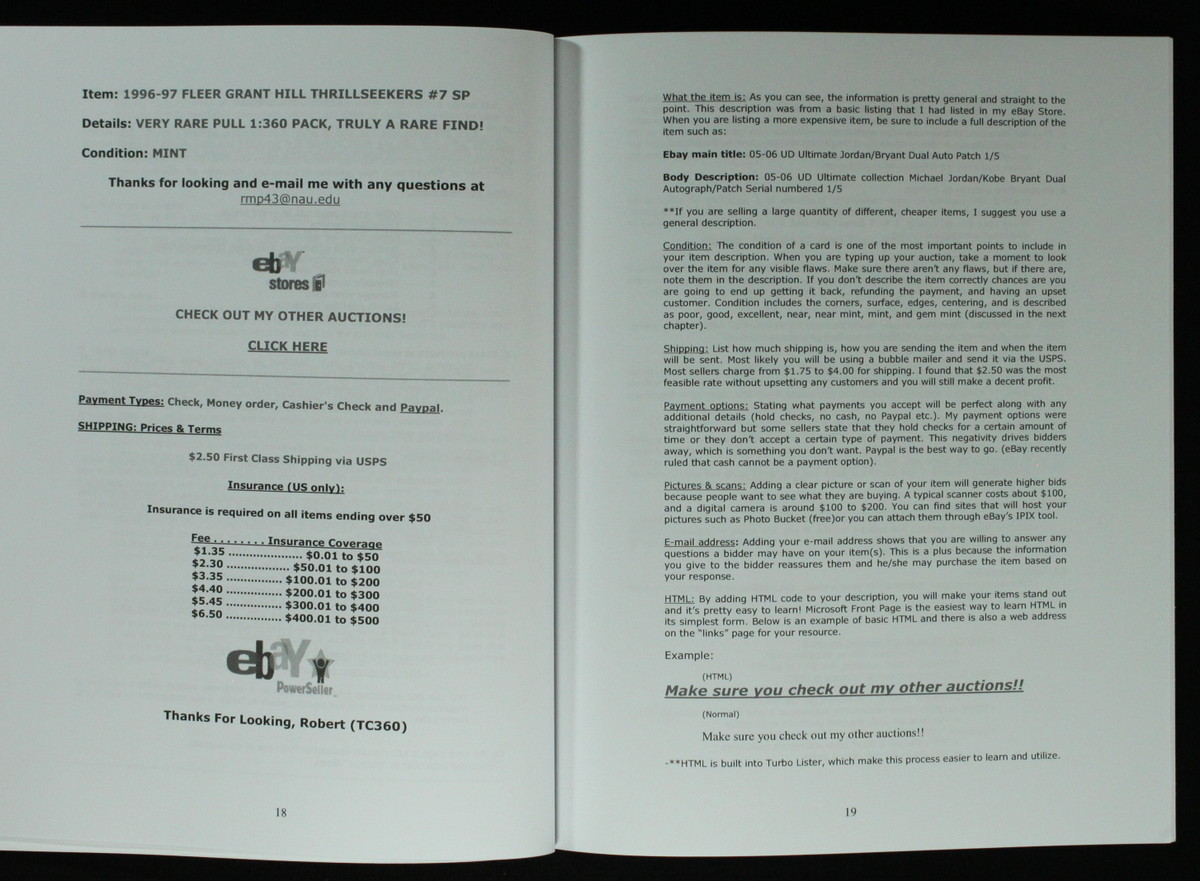 Item: 1996-97 FLEER GRANT HILL THRILLSEEKERS #7 SP
Details: VERY RARE PULL 1:360 PACK, TRULY A RARE FIND!
Condition: MINT
Thanks for looking and e-mail me with any questions at
rmp43@nau.edu
ebay
stores
CHECK OUT MY OTHER AUCTIONS!
CLICK HERE
Payment Types: Check, Money order, Cashier's Check and Paypal.
SHIPPING: Prices & Terms
$2.50 First Class Shipping via USPS
Insurance (US only):
Insurance is required on all items ending over $50
Fee . . . . . . . . Insurance Coverage
$1.35 ...................... $0.01 to $50
$2.30 ................... $50.01 to $100
$3.35 ................. $100.01 to $200
$4.40 ................. $200.01 to $300
$5.45 ................. $300.01 to $400
$6.50 ................. $400.01 to $500
ebay
PowerSeller
Thanks For Looking, Robert (TC360)
18
What the item is: As you can see, the information is pretty general and straight to the
point. This description was from a basic listing that I had listed in my eBay Store.
When you are listing a more expensive item, be sure to include a full description of the
item such as:
Ebay main title: 05-06 UD Ultimate Jordan/Bryant Dual Auto Patch 1/5
Body Description: 05-06 UD Ultimate collection Michael Jordan/Kobe Bryant Dual
Autograph/Patch Serial numbered 1/5
**If you are selling a large quantity of different, cheaper items, I suggest you use a
general description.
Condition: The condition of a card is one of the most important points to include in
your item description. When you are typing up your auction, take a moment to look
over the item for any visible flaws. Make sure there aren't any flaws, but if there are,
note them in the description. If you don't describe the item correctly chances are you
are going to end up getting it back, refunding the payment, and having an upset
customer. Condition includes the corners, surface, edges, centering, and is described
as poor, good, excellent, near, near mint, mint, and gem mint (discussed in the next
chapter).
Shipping: List how much shipping is, how you are sending the item and when the item
will be sent. Most likely you will be using a bubble mailer and send it via the USPS.
Most sellers charge from $1.75 to $4.00 for shipping. I found that $2.50 was the most
feasible rate without upsetting any customers and you will still make a decent profit.
Payment options: Stating what payments you accept will be perfect along with any
additional details (hold checks, no cash, no Paypal etc.). My payment options were
straightforward but some sellers state that they hold checks for a certain amount of
time or they don't accept a certain type of payment. This negativity drives bidders
away, which is something you don't want. Paypal is the best way to go. (eBay recently
ruled that cash cannot be a payment option).
Pictures & scans: Adding a clear picture or scan of your item will generate higher bids
because people want to see what they are buying. A typical scanner costs about $100,
and a digital camera is around $100 to $200. You can find sites that will host your
pictures such as Photo Bucket (free)or you can attach them through eBay's IPIX tool.
E-mail address: Adding your e-mail address shows that you are willing to answer any
questions a bidder may have on your item(s). This is a plus because the information
you give to the bidder reassures them and he/she may purchase the item based on
your response.
HTML: By adding HTML code to your description, you will make your items stand out
and it's pretty easy to learn! Microsoft Front Page is the easiest way to learn HTML in
its simplest form. Below is an example of basic HTML and there is also a web address
on the "links" page for your resource.
Example:
(HTML)
Make sure you check out my other auctions!!
(Normal)
Make sure you check out my other auctions!!
-**HTML is built into Turbo Lister, which make this process easier to learn and utilize.
19